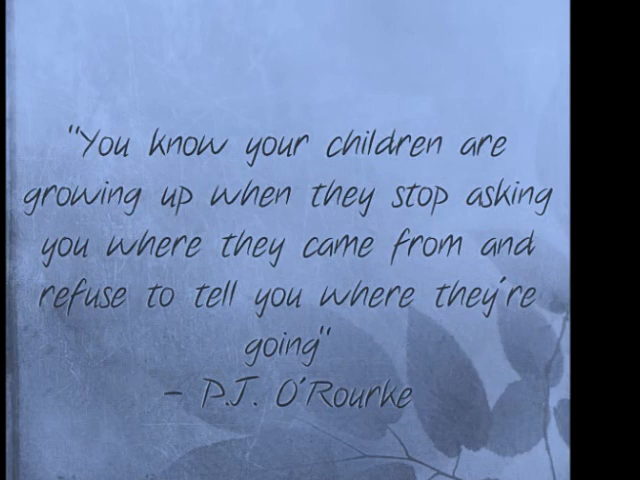 "You know your children are
growing up when they stop asking
you where they came from and
refuse to tell you where they're
going"
- P.J. O'Rourke